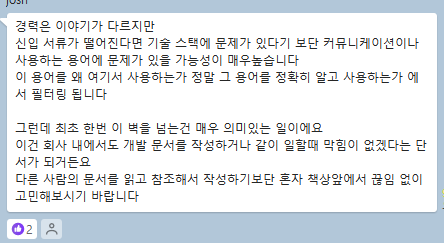 josh
경력은 이야기가 다르지만
신입 서류가 떨어진다면 기술 스택에 문제가 있다기 보단 커뮤니케이션이나
사용하는 용어에 문제가 있을 가능성이 매우높습니다
이 용어를 왜 여기서 사용하는가 정말 그 용어를 정확히 알고 사용하는가 에
서 필터링 됩니다
그런데 최초 한번 이 벽을 넘는건 매우 의미있는 일이에요
이건 회사 내에서도 개발 문서를 작성하거나 같이 일할때 막힘이 없겠다는 단
서가 되거든요
다른 사람의 문서를 읽고 참조해서 작성하기보단 혼자 책상앞에서 끊임 없이
고민해보시기 바랍니다
2